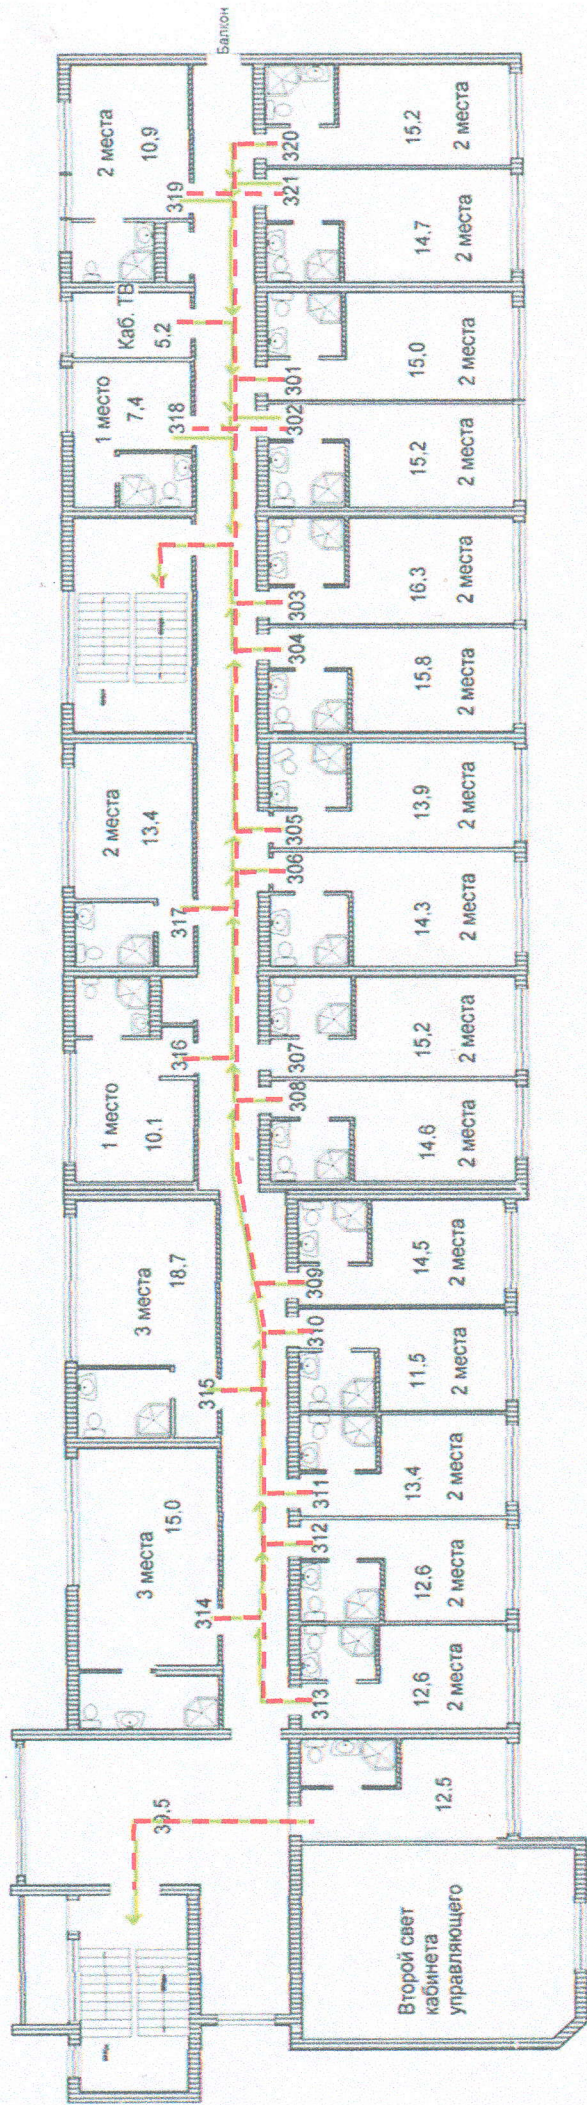 Балкон
2 места
10,9
319
Каб. ТВ
5,2
1 место
7,4
318
2 места
13,4
317
1 место
10,1
316
3 места
18,7
315
3 места
15,0
314
39,5
320
15,2
2 места
321
14,7
2 места
301
15,0
2 места
302
15,2
2 места
303
16,3
2 места
304
15,8
2 места
305
13,9
2 места
306
14,3
2 места
307
15,2
2 места
308
14,6
2 места
309
14,5
2 места
310
11,5
2 места
311
13,4
2 места
312
12,6
2 места
313
12,6
2 места
12,5
Второй свет
кабинета
управляющего